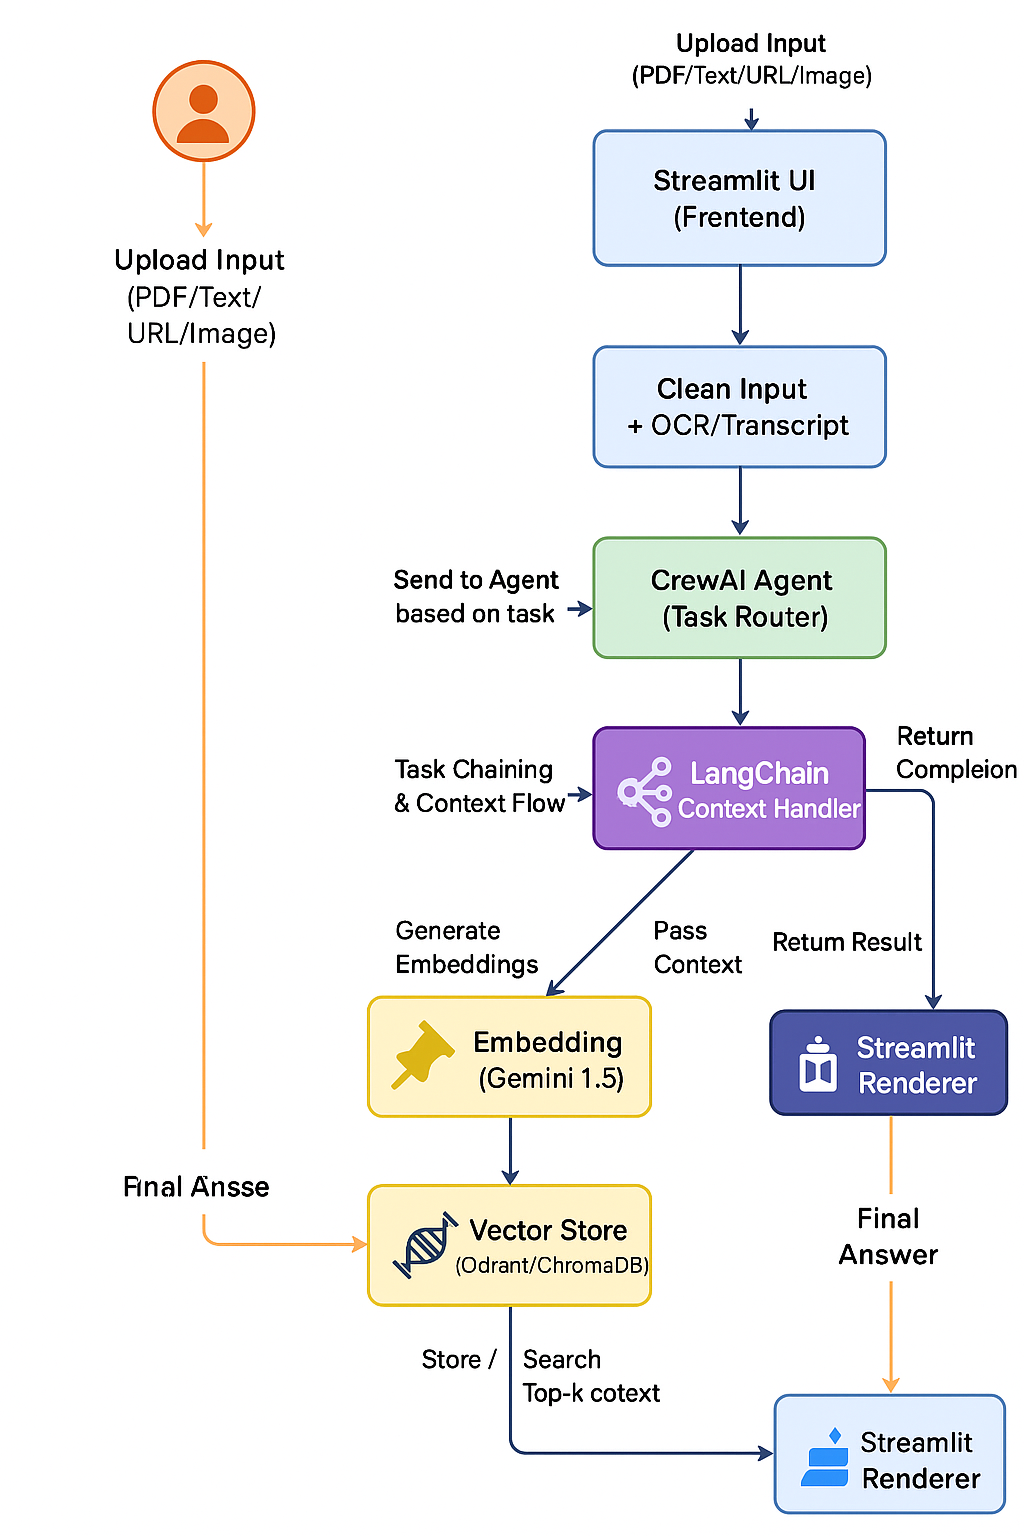 Upload Input
(PDF/Text/URL/Image)
Streamlit UI
(Frentend)
Upload Input
(PDF/Text/
URL/Image)
Clean Input
+ OCR/Transcript
Send to Agent
based on task
CrewAI Agent
(Task Router)
Task Chaining
& Context Flow
LangChain
Context Handler
Return
Compleion
Generate
Embeddings
Pass
Context
Retum Result
Embedding
(Gemini 1.5)
Streamlit
Renderer
Final Ansse
Vector Store
(Odrant/ChromaDB)
Final
Answer
Store / Search
Top-k cotext
Streamlit
Renderer